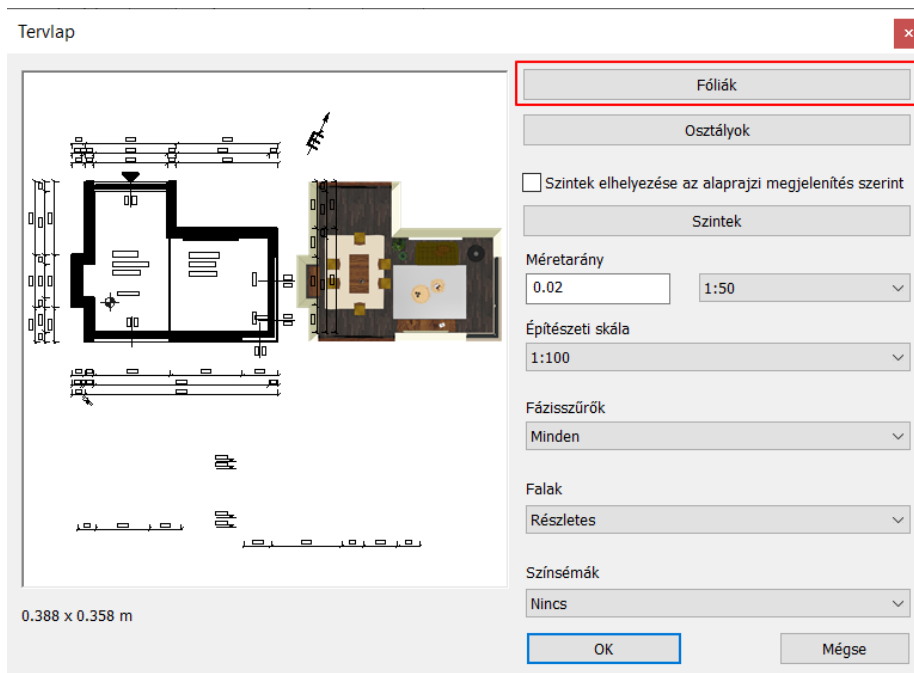 Tervlap
Fóliák
Osztályok
Szintek elhelyezése az alaprajzi megjelenítés szerint
Szintek
Méretarány
0.02
1:50
Építészeti skála
1:100
Fázisszűrők
Minden
Falak
Részletes
Színsémák
Nincs
0.388 x 0.358 m
OK
Mégse